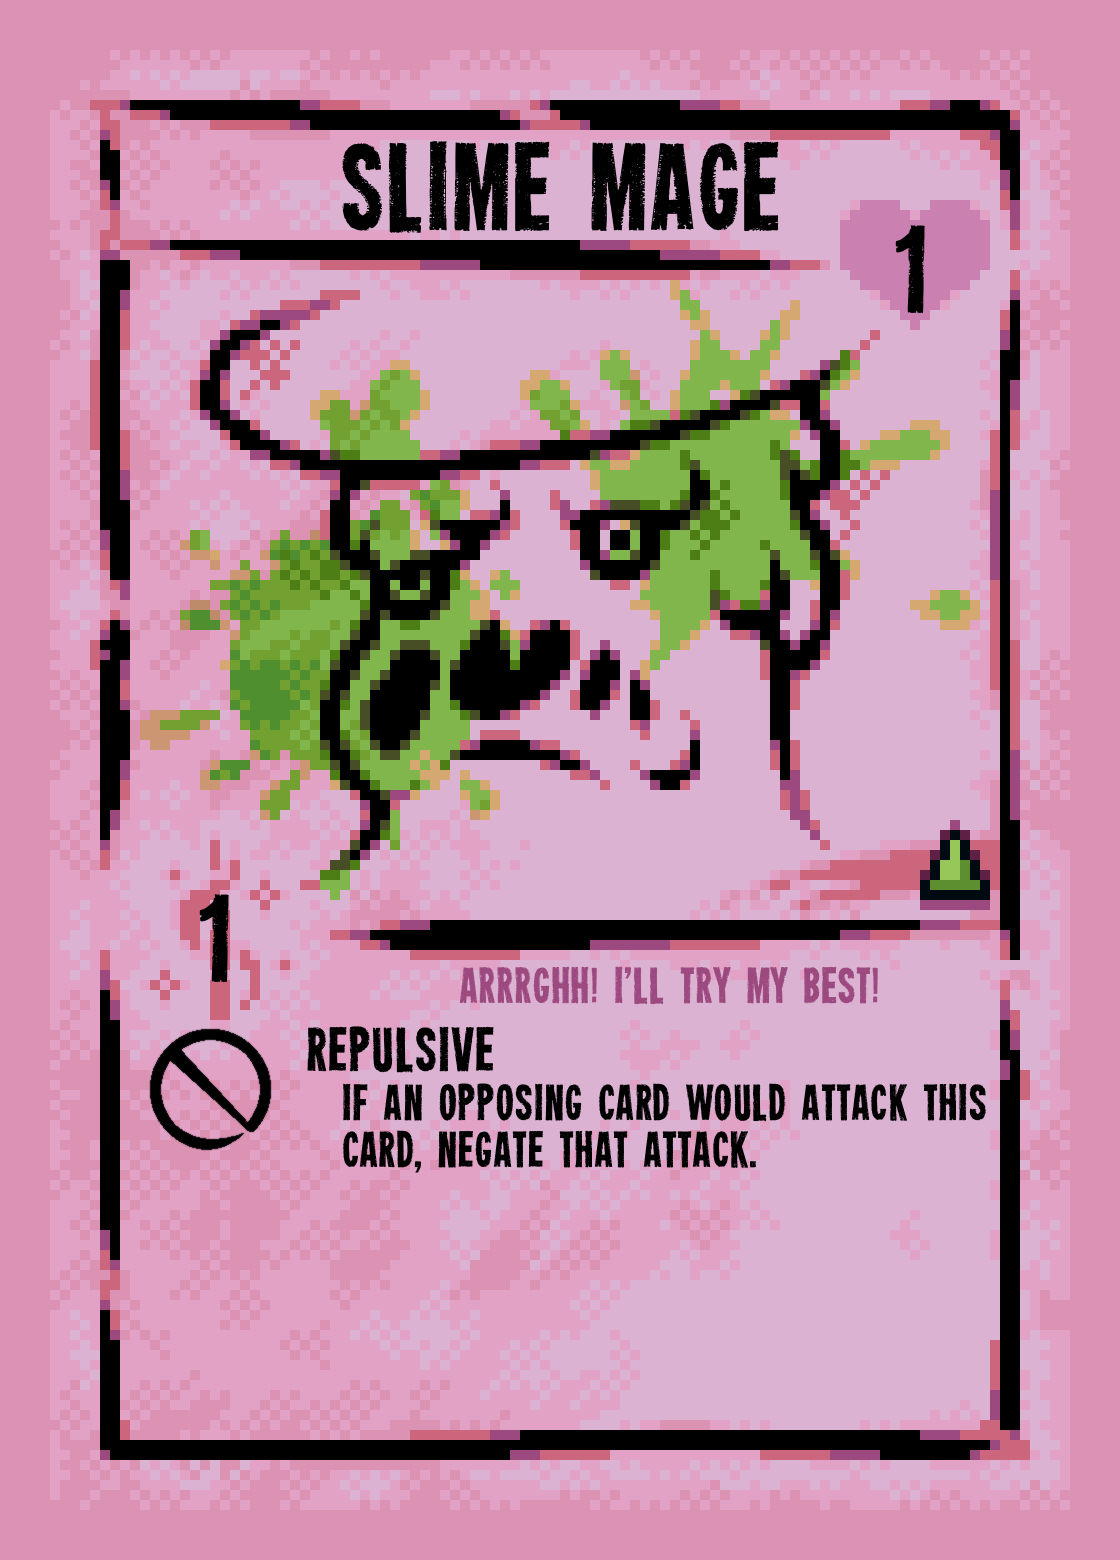 SLIME MAGE
1
1
ARRRGHH! I'LL TRY MY BEST!
REPULSIVE
IF AN OPPOSING CARD WOULD ATTACK THIS
CARD, NEGATE THAT ATTACK.